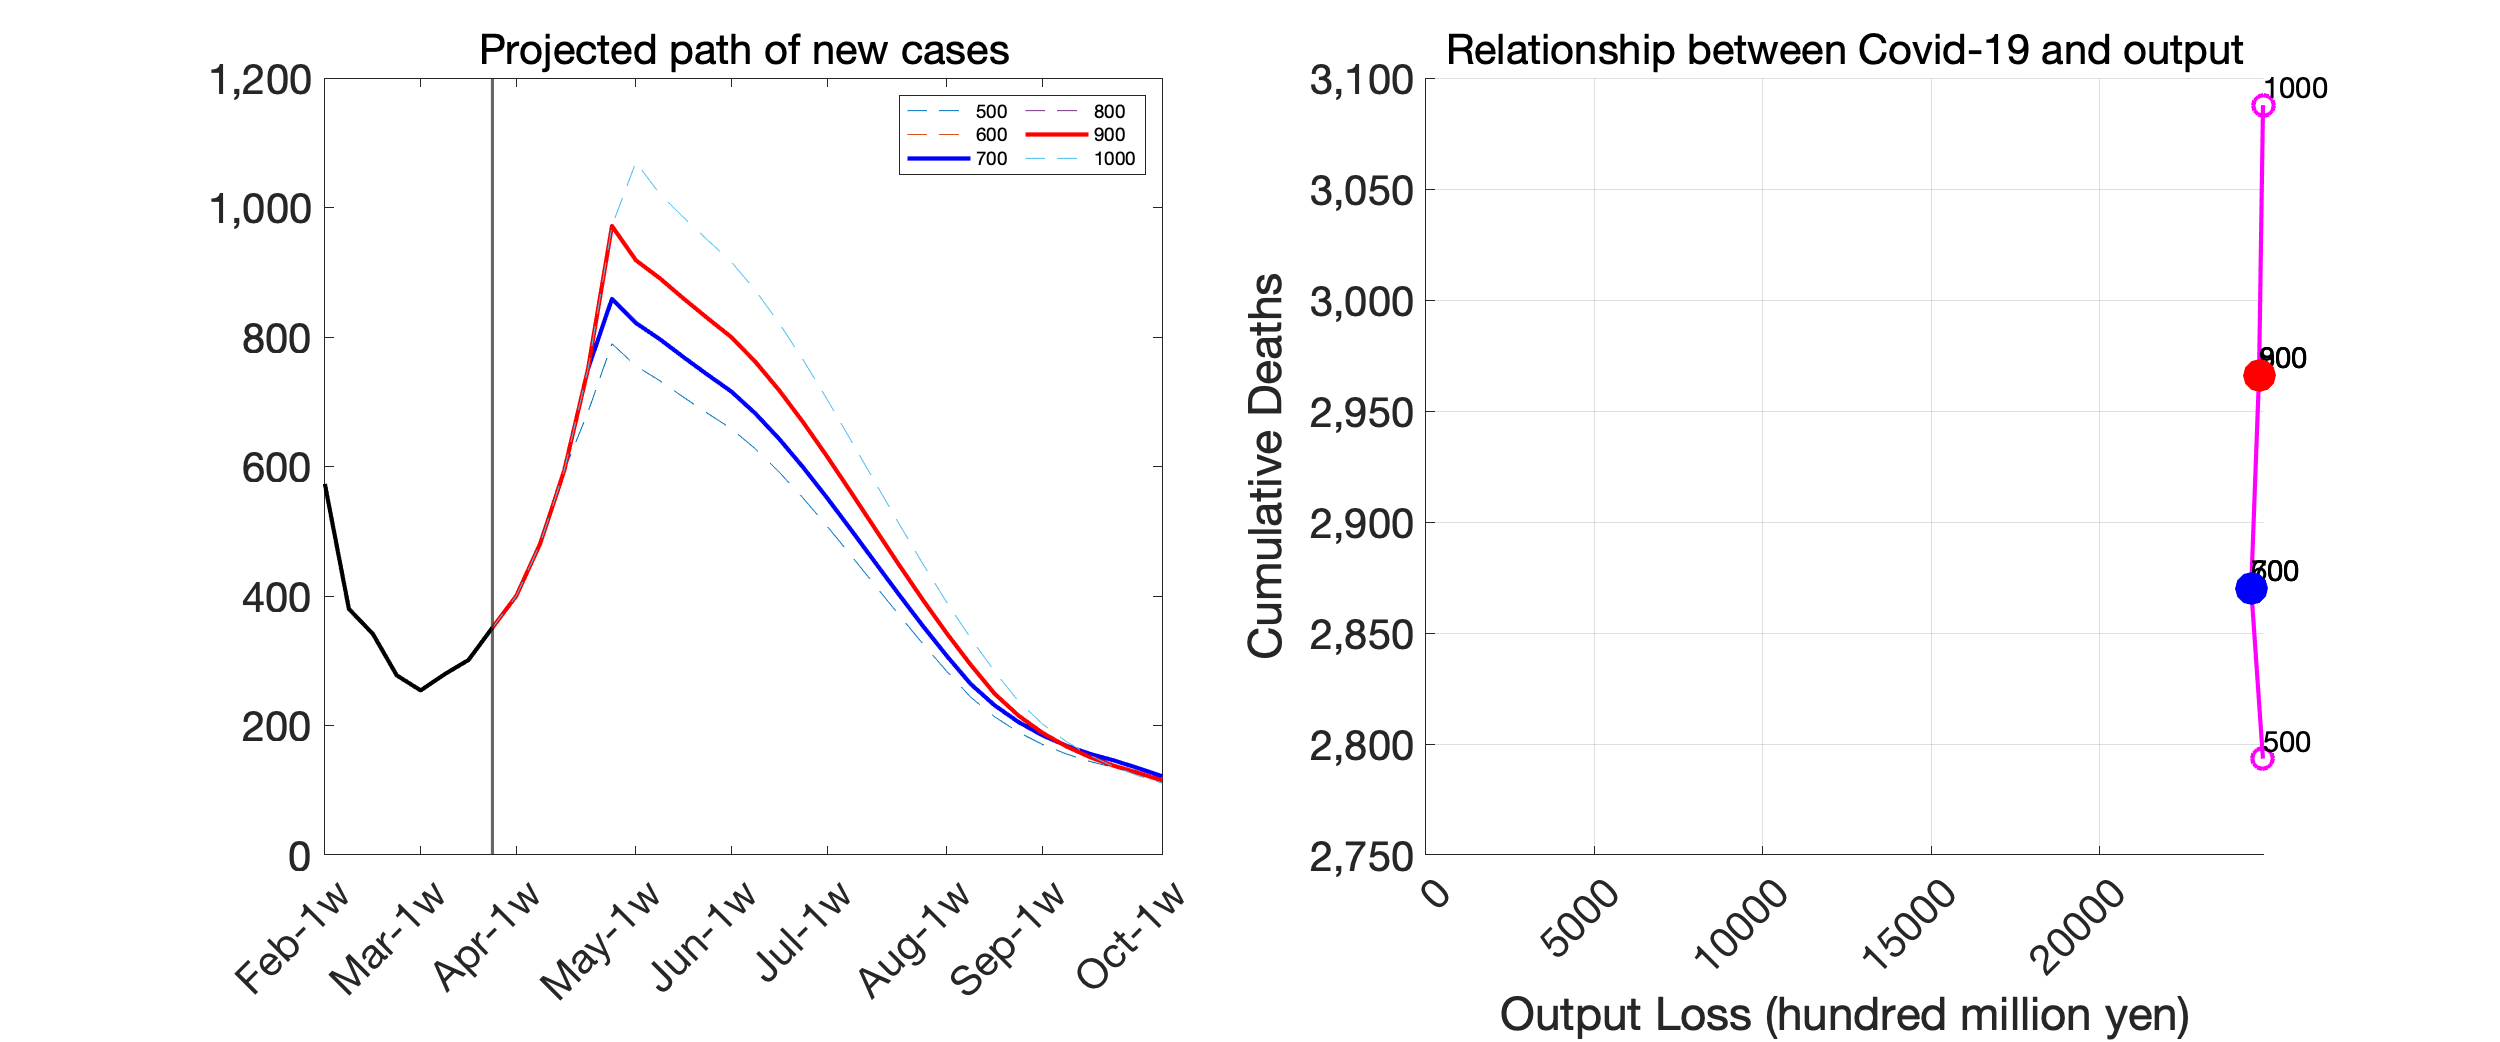 Projected path of new cases
1,200
1,000
800
600
400
200
0
500
600
700
800
900
1000
Feb-1w
Mar-1w
Apr-1w
May-1w
Jun-1w
Jul-1w
Aug-1w
Sep-1w
Oct-1w
Relationship between Covid-19 and output
Cumulative Deaths
3,100
3,050
3,000
2,950
2,900
2,850
2,800
2,750
1000
900
500
0
5000
10000
15000
20000
Output Loss (hundred million yen)